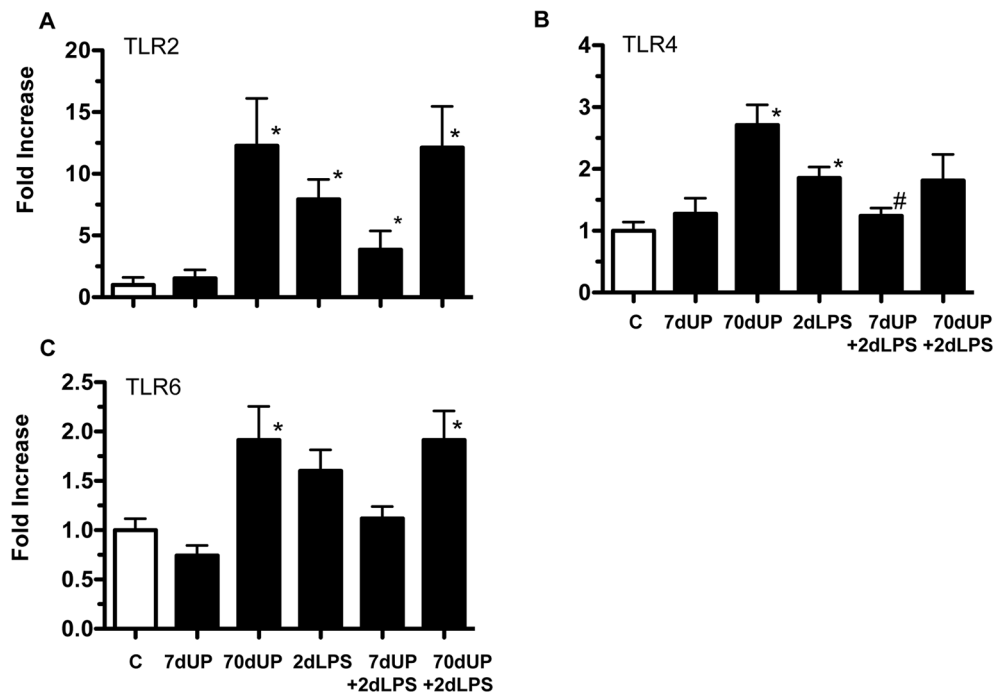 A
TLR2
Fold Increase
20
15
10
5
0
*
*
*
*
B
TLR4
4
3
2
1
0
*
*
#
C 7dUP 70dUP 2dLPS 7dUP 70dUP
+2dLPS +2dLPS
C
TLR6
Fold Increase
2.5
2.0
1.5
1.0
0.5
0.0
*
*
C 7dUP 70dUP 2dLPS 7dUP 70dUP
+2dLPS +2dLPS